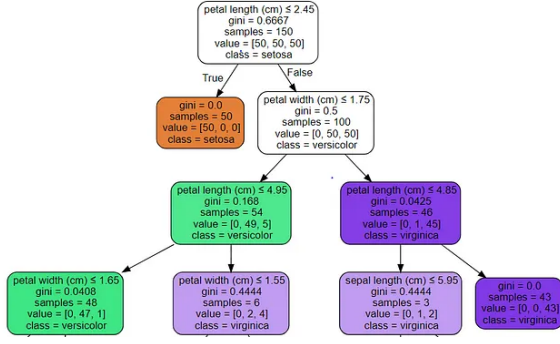 petal length (cm) ≤ 2.45
gini = 0.6667
samples = 150
value = [50, 50, 50]
class = setosa
True
False
gini = 0.0
samples = 50
value = [50, 0, 0]
class = setosa
petal width (cm) ≤ 1.75
gini = 0.5
samples = 100
value = [0, 50, 50]
class = versicolor
petal length (cm) ≤ 4.95
gini = 0.168
samples = 54
value = [0, 49, 5]
class = versicolor
petal length (cm) ≤ 4.85
gini = 0.0425
samples = 46
value = [0, 1, 45]
class = virginica
petal width (cm) ≤ 1.65
gini = 0.0408
samples = 48
value = [0, 47, 1]
class = versicolor
petal width (cm) ≤ 1.55
gini = 0.4444
samples = 6
value = [0, 2, 4]
class = virginica
sepal length (cm) ≤ 5.95
gini = 0.4444
samples = 3
value = [0, 1, 2]
class = virginica
gini = 0.0
samples = 43
value = [0, 0, 43]
class = virginica